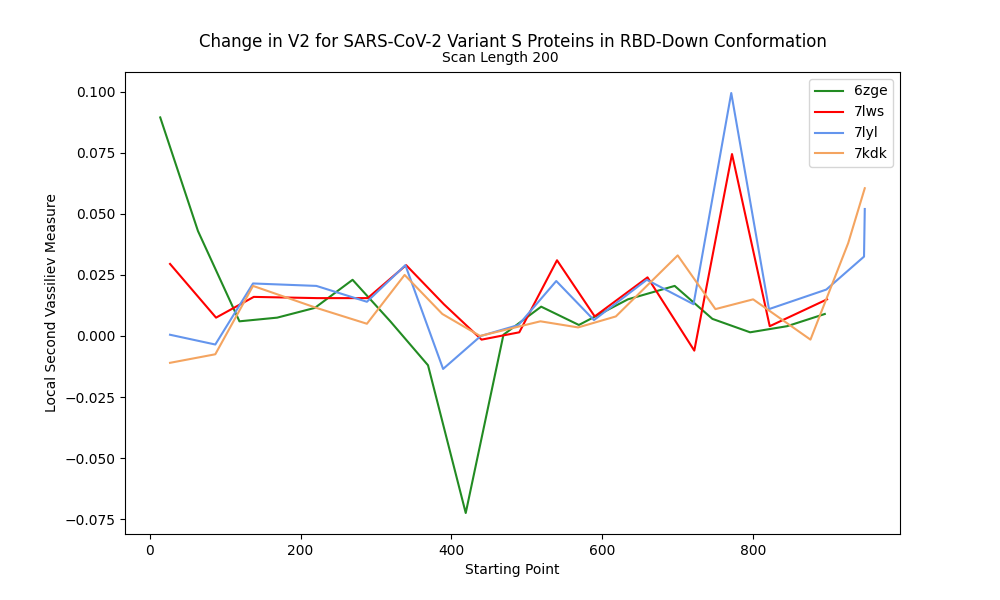 Change in V2 for SARS-CoV-2 Variant S Proteins in RBD-Down Conformation
Scan Length 200
6zge
7lws
7lyl
7kdk
Local Second Vassiliev Measure
0.100
0.075
0.050
0.025
0.000
−0.025
−0.050
−0.075
0 200 400 600 800
Starting Point